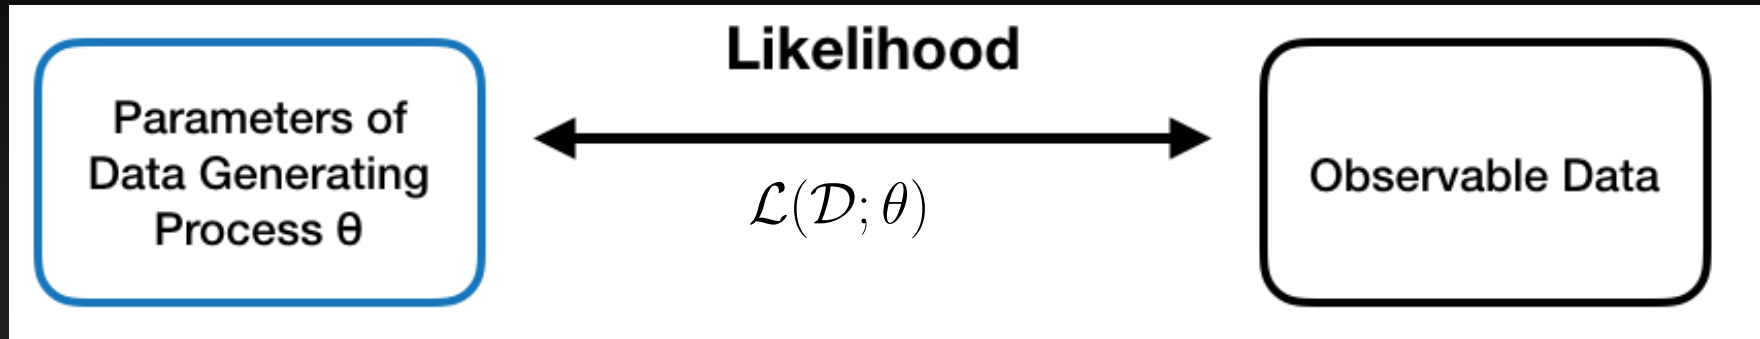 Likelihood
Parameters of
Data Generating
Process θ
ℒ(𝒟; θ)
Observable Data